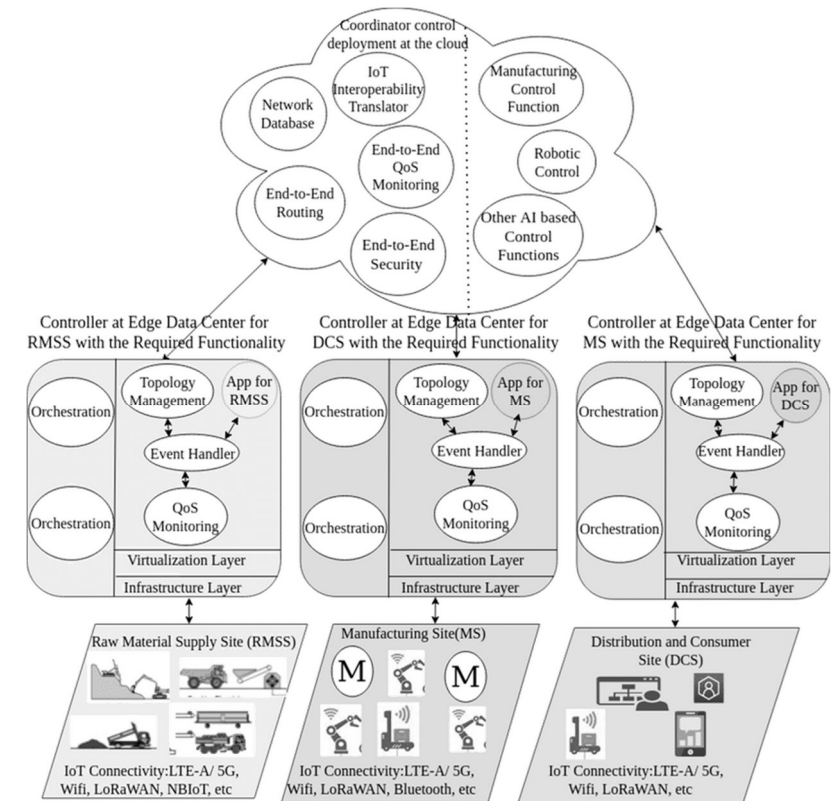 Coordinator control
deployment at the cloud
IoT
Interoperability
Translator
Network
Database
End-to-End
QoS
Monitoring
End-to-End
Routing
End-to-End
Security
Manufacturing
Control
Function
Robotic
Control
Other AI based
Control
Functions
Controller at Edge Data Center for
RMSS with the Required Functionality
Orchestration
Orchestration
Topology
Management
App for
RMSS
Event Handler
QoS
Monitoring
Virtualization Layer
Infrastructure Layer
Controller at Edge Data Center for
DCS with the Required Functionality
Orchestration
Orchestration
Topology
Management
App for
MS
Event Handler
QoS
Monitoring
Virtualization Layer
Infrastructure Layer
Controller at Edge Data Center for
MS with the Required Functionality
Orchestration
Orchestration
Topology
Management
App for
DCS
Event Handler
QoS
Monitoring
Virtualization Layer
Infrastructure Layer
Raw Material Supply Site (RMSS)
IoT Connectivity:LTE-A/ 5G,
Wifi, LoRaWAN, NBIoT, etc
Manufacturing Site(MS)
M
M
IoT Connectivity:LTE-A/ 5G,
Wifi, LoRaWAN, Bluetooth, etc
Distribution and Consumer
Site (DCS)
IoT Connectivity:LTE-A/ 5G,
Wifi, LoRaWAN, etc